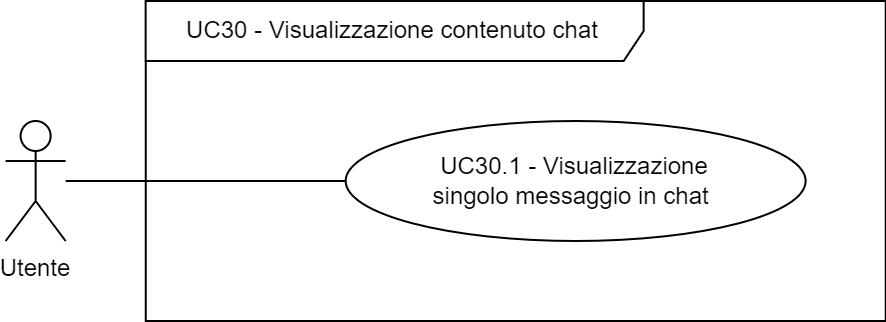 UC30 - Visualizzazione contenuto chat
UC30.1 - Visualizzazione
singolo messaggio in chat
Utente